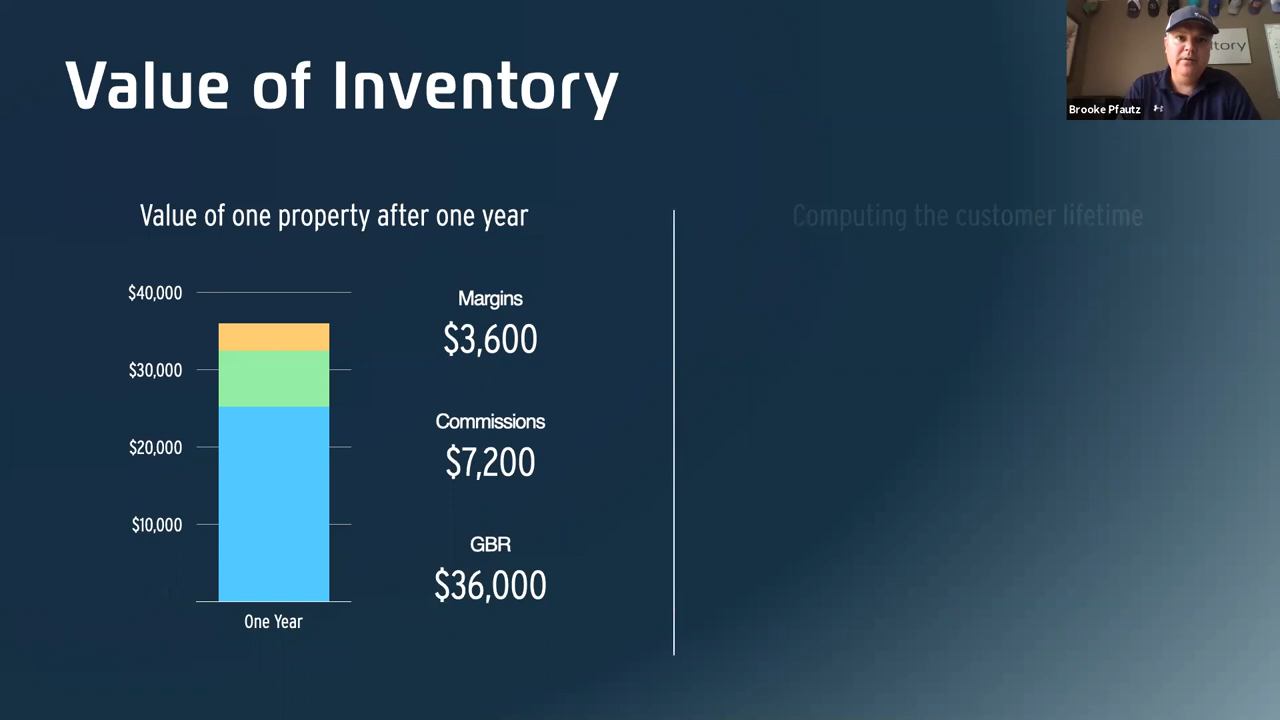 Value of Inventory
tory
Brooke Pfautz
Value of one property after one year
Computing the customer lifetime
$40,000
$30,000
$20,000
$10,000
One Year
Margins
$3,600
Commissions
$7,200
GBR
$36,000